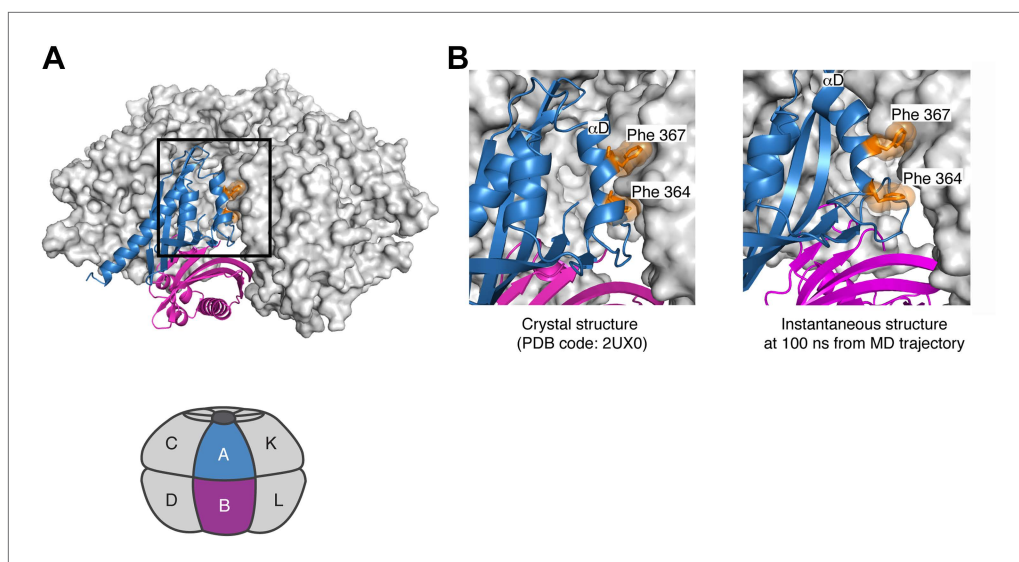 A
B
αD
Phe 367
Phe 364
αD
Phe 367
Phe 364
Crystal structure
(PDB code: 2UX0)
Instantaneous structure
at 100 ns from MD trajectory
C
A
K
D
B
L